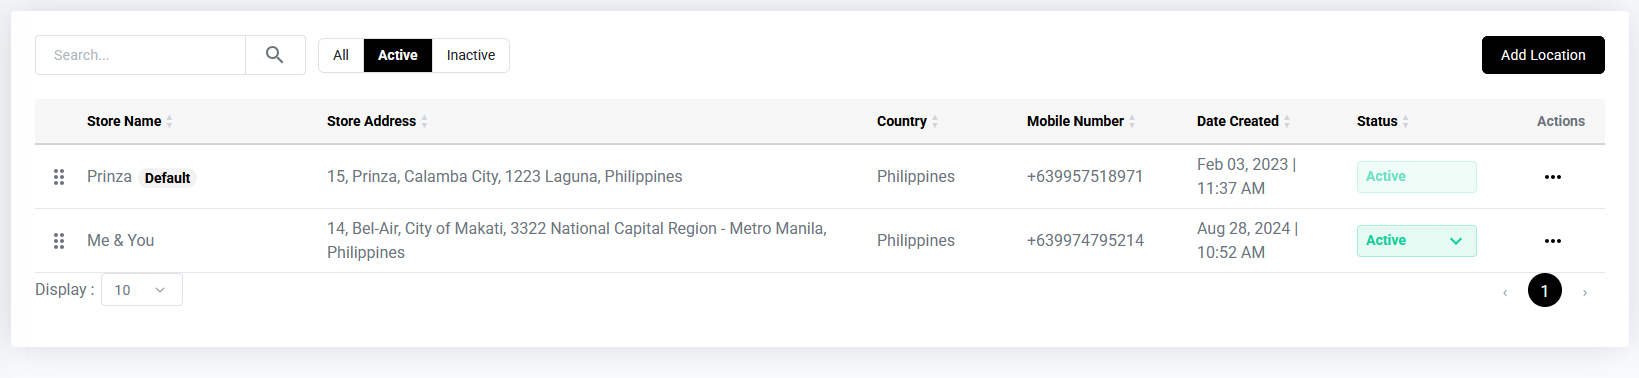 Search...
All Active Inactive
Add Location
Store Name Store Address Country Mobile Number Date Created Status Actions
Prinza Default 15, Prinza, Calamba City, 1223 Laguna, Philippines Philippines +639957518971 Feb 03, 2023 | Active
11:37 AM
Me & You 14, Bel-Air, City of Makati, 3322 National Capital Region - Metro Manila, Philippines +639974795214 Aug 28, 2024 | Active
Philippines 10:52 AM
Display : 10 ‹ 1 ›